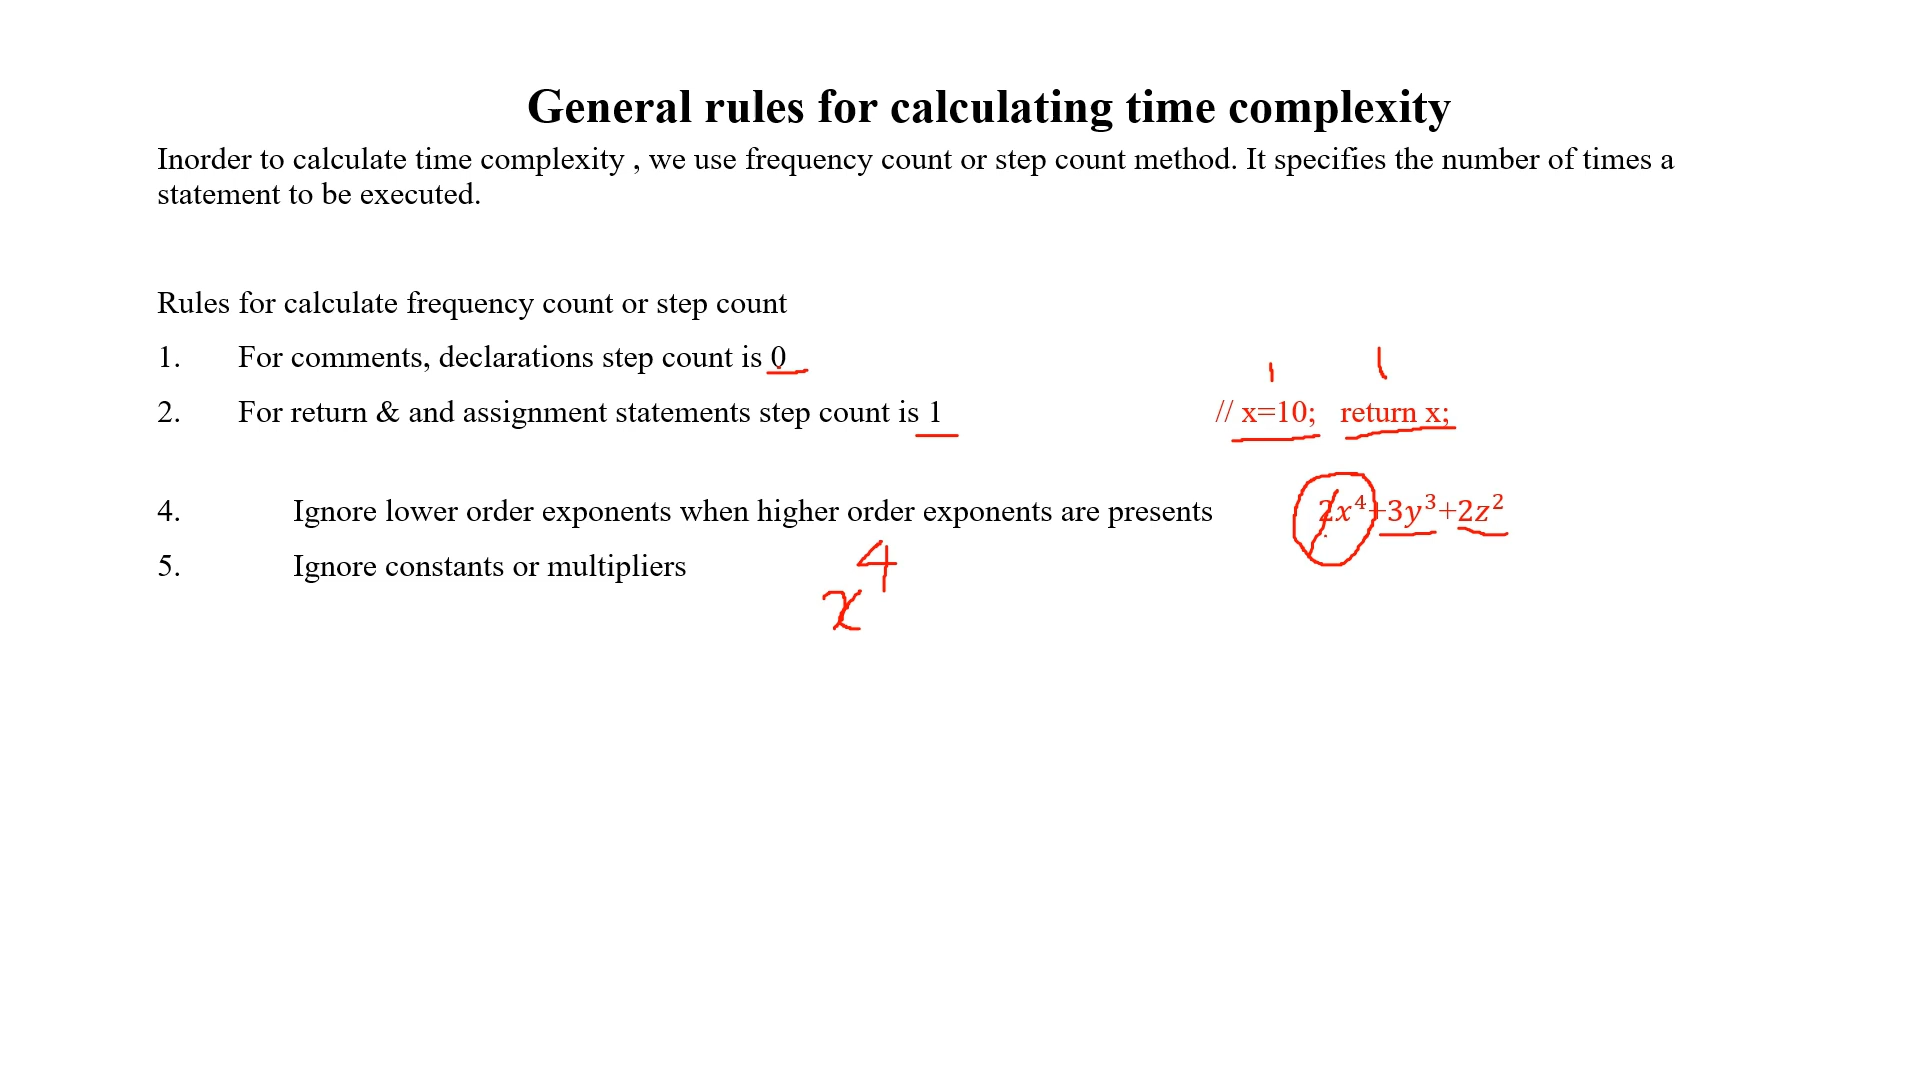 General rules for calculating time complexity
Inorder to calculate time complexity , we use frequency count or step count method. It specifies the number of times a
statement to be executed.
Rules for calculate frequency count or step count
1. For comments, declarations step count is 0
1 1
2. For return & and assignment statements step count is 1 // x=10; return x;
4. Ignore lower order exponents when higher order exponents are presents 2x⁴+3y³+2z²
5. Ignore constants or multipliers
x⁴